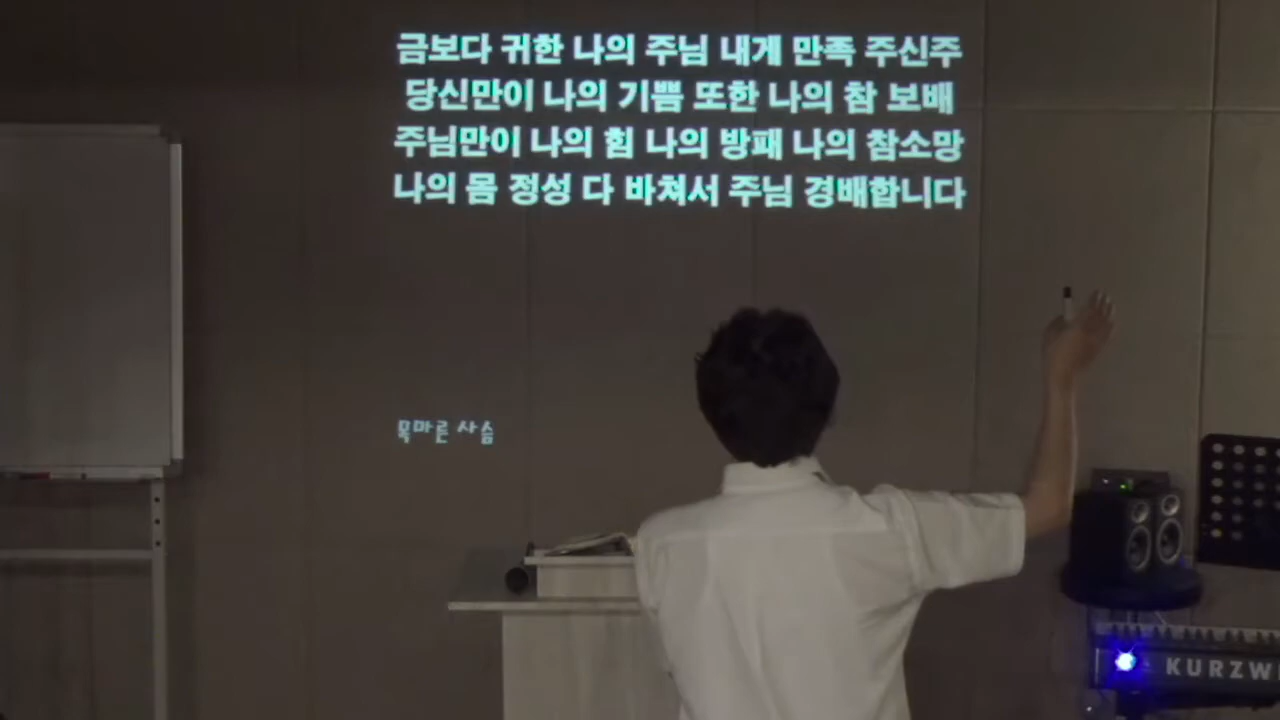 금보다 귀한 나의 주님 내게 만족 주신주
당신만이 나의 기쁨 또한 나의 참 보배
주님만이 나의 힘 나의 방패 나의 참소망
나의 몸 정성 다 바쳐서 주님 경배합니다
목마른 사슴
KURZW